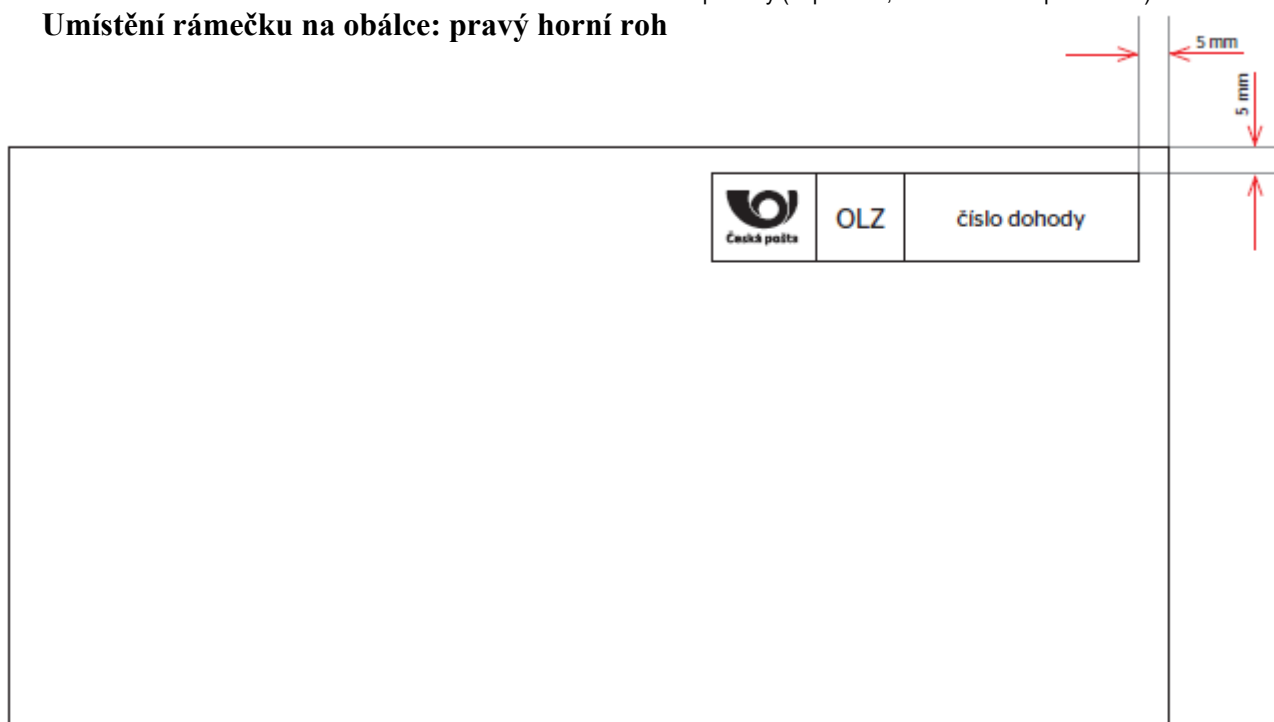 Umístění rámečku na obálce: pravý horní roh
5 mm
5 mm
Česká pošta
OLZ
číslo dohody